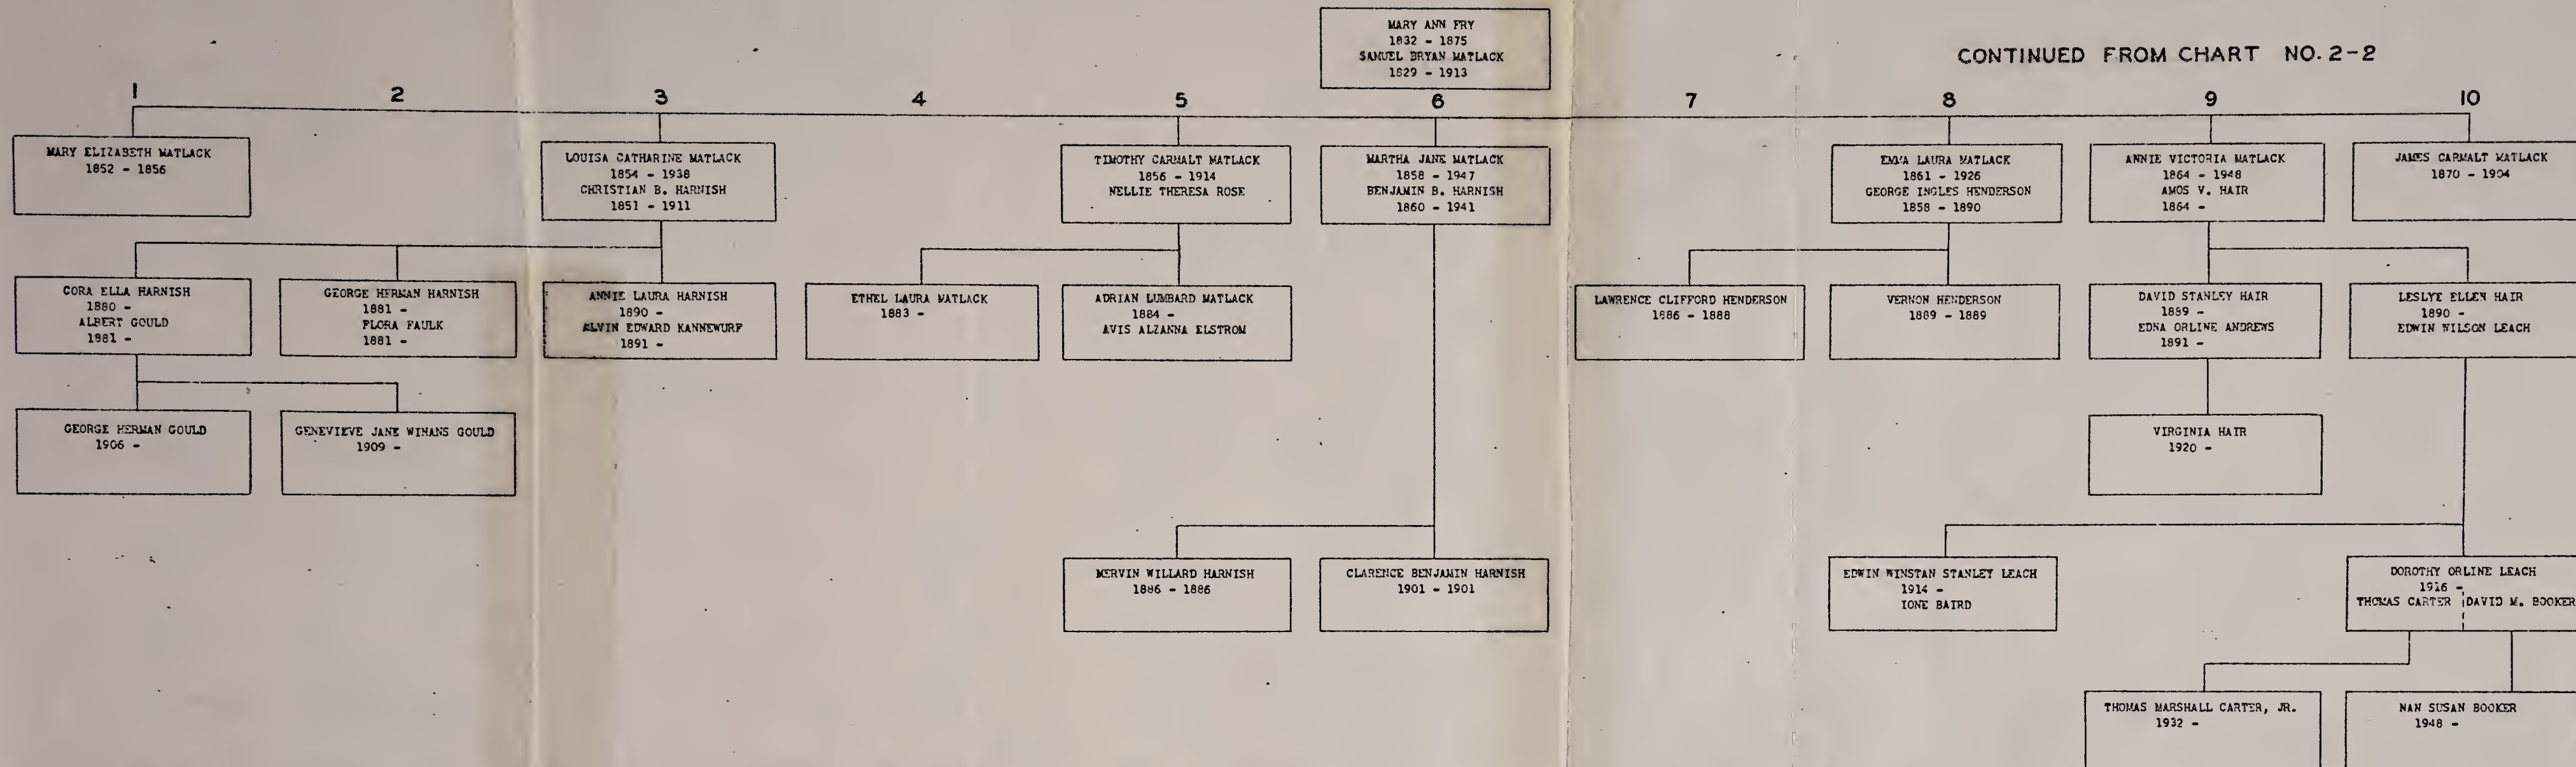 MARY ANN FRY
1832 - 1875
SAMUEL BRYAN MATLACK
1829 - 1913
CONTINUED FROM CHART NO. 2-2
1 2 3 4 5 6 7 8 9 10
MARY ELIZABETH MATLACK
1852 - 1856
LOUISA CATHARINE MATLACK
1854 - 1938
CHRISTIAN B. HARNISH
1851 - 1911
TIMOTHY CARMALT MATLACK
1856 - 1914
NELLIE THERESA ROSE
MARTHA JANE MATLACK
1858 - 1947
BENJAMIN B. HARNISH
1860 - 1941
EMMA LAURA MATLACK
1861 - 1926
GEORGE INGLES HENDERSON
1858 - 1890
ANNIE VICTORIA MATLACK
1864 - 1948
AMOS V. HAIR
1864 -
JAMES CARMALT MATLACK
1870 - 1904
CORA ELLA HARNISH
1880 -
ALBERT GOULD
1981 -
GEORGE HERMAN HARNISH
1881 -
FLORA FAULK
1881 -
ANNIE LAURA HARNISH
1890 -
ELVIN EDWARD KANNEWURF
1891 -
ETHEL LAURA MATLACK
1883 -
ADRIAN LUMBARD MATLACK
1884 -
AVIS ALZANNA ELSTROM
LAWRENCE CLIFFORD HENDERSON
1886 - 1888
VERNON HENDERSON
1889 - 1889
DAVID STANLEY HAIR
1889 -
EDNA ORLINE ANDREWS
1891 -
LESLYE ELLEN HAIR
1890 -
EDWIN WILSON LEACH
GEORGE HERMAN GOULD
1906 -
GENEVIEVE JANE WINANS GOULD
1909 -
VIRGINIA HAIR
1920 -
MERVIN WILLARD HARNISH
1886 - 1886
CLARENCE BENJAMIN HARNISH
1901 - 1901
EDWIN WINSTAN STANLEY LEACH
1914 -
IONE BAIRD
DOROTHY ORLINE LEACH
1916 -
THOMAS CARTER DAVID M. BOOKER
THOMAS MARSHALL CARTER, JR.
1932 -
NAN SUSAN BOOKER
1948 -